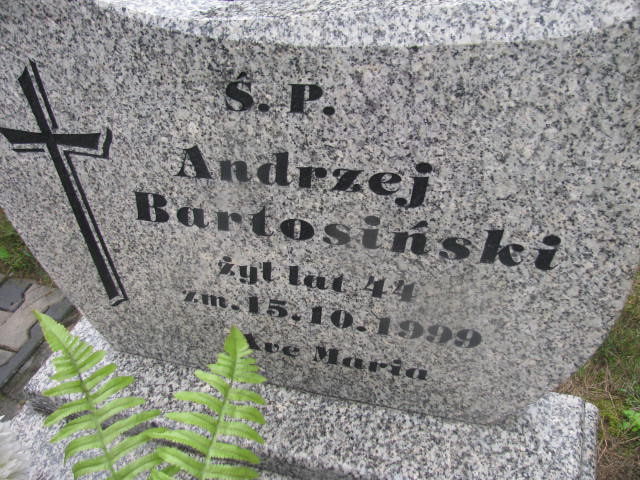 Ś.P.
Andrzej
Bartosiński
żył lat 44
zm.15.10.1999
Ave Maria